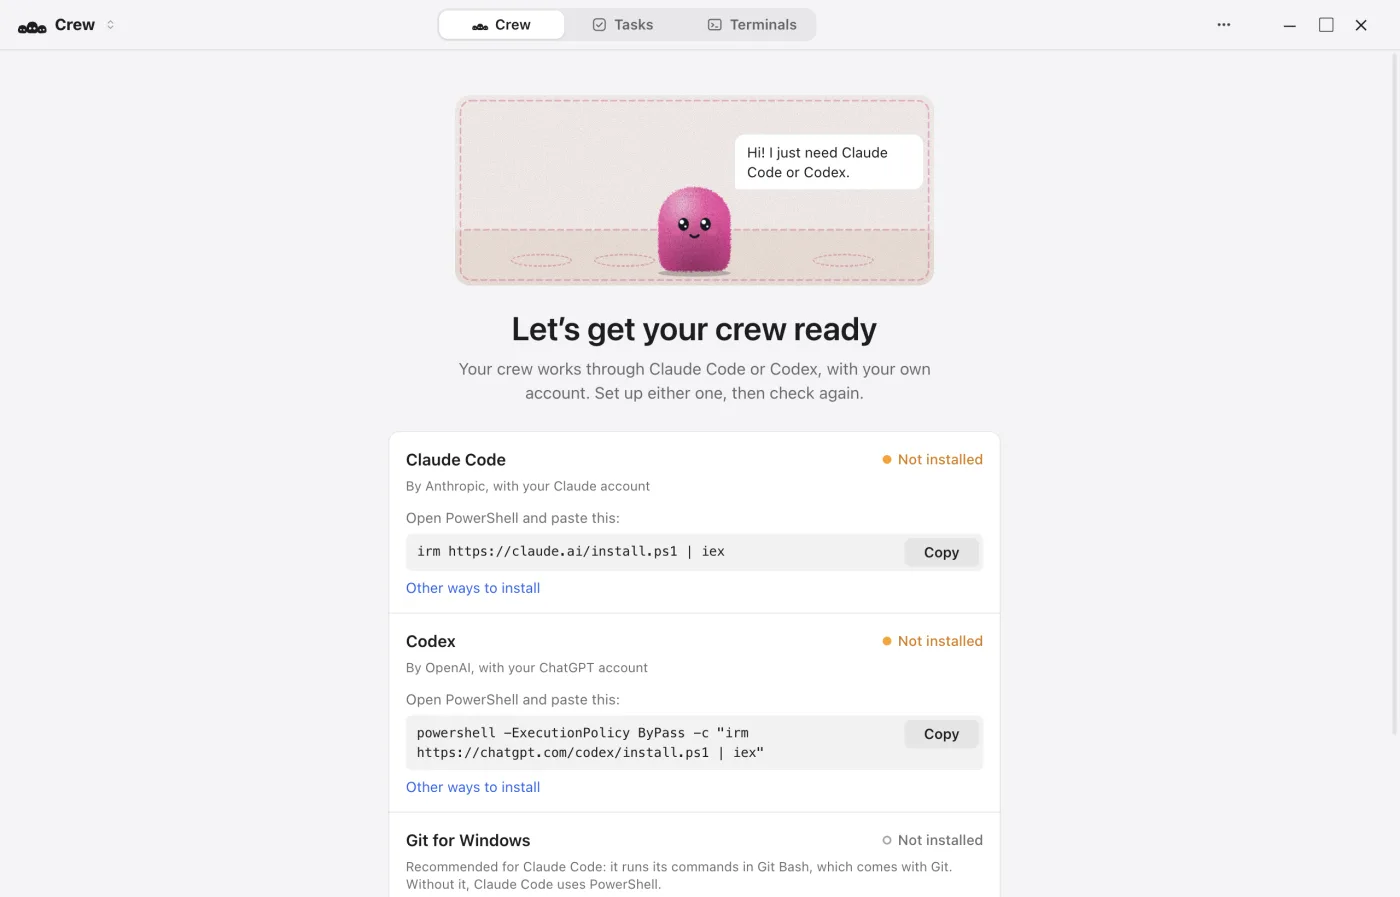 Crew
Crew
Tasks
Terminals
Hi! I just need Claude
Code or Codex.
Let’s get your crew ready
Your crew works through Claude Code or Codex, with your own
account. Set up either one, then check again.
Claude Code
Not installed
By Anthropic, with your Claude account
Open PowerShell and paste this:
irm https://claude.ai/install.ps1 | iex
Copy
Other ways to install
Codex
Not installed
By OpenAI, with your ChatGPT account
Open PowerShell and paste this:
powershell -ExecutionPolicy ByPass -c "irm
https://chatgpt.com/codex/install.ps1 | iex"
Copy
Other ways to install
Git for Windows
Not installed
Recommended for Claude Code: it runs its commands in Git Bash, which comes with Git.
Without it, Claude Code uses PowerShell.